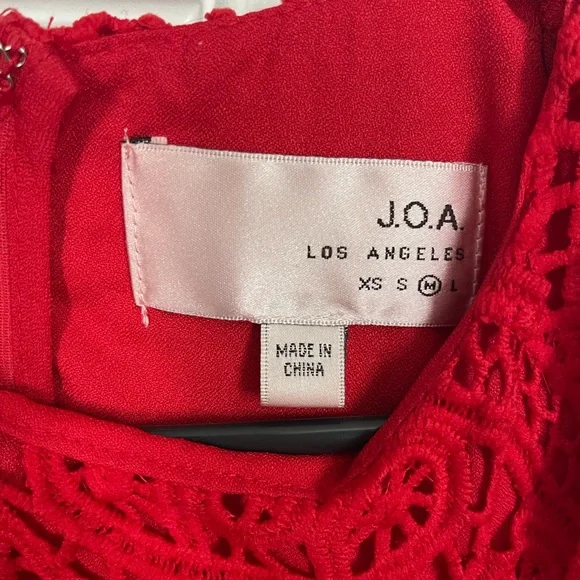 J.O.A.
LOS ANGELES
XS S M L
MADE IN
CHINA